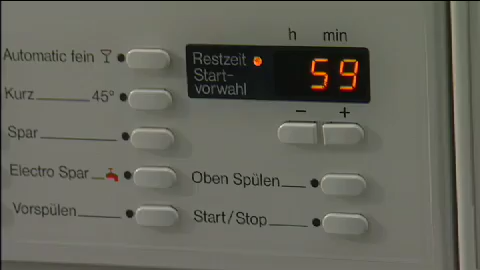 h min
Automatic fein
Restzeit
59
Start-
vorwahl
Kurz 45°
- +
Spar
Electro Spar
Oben Spülen
Vorspülen
Start/Stop